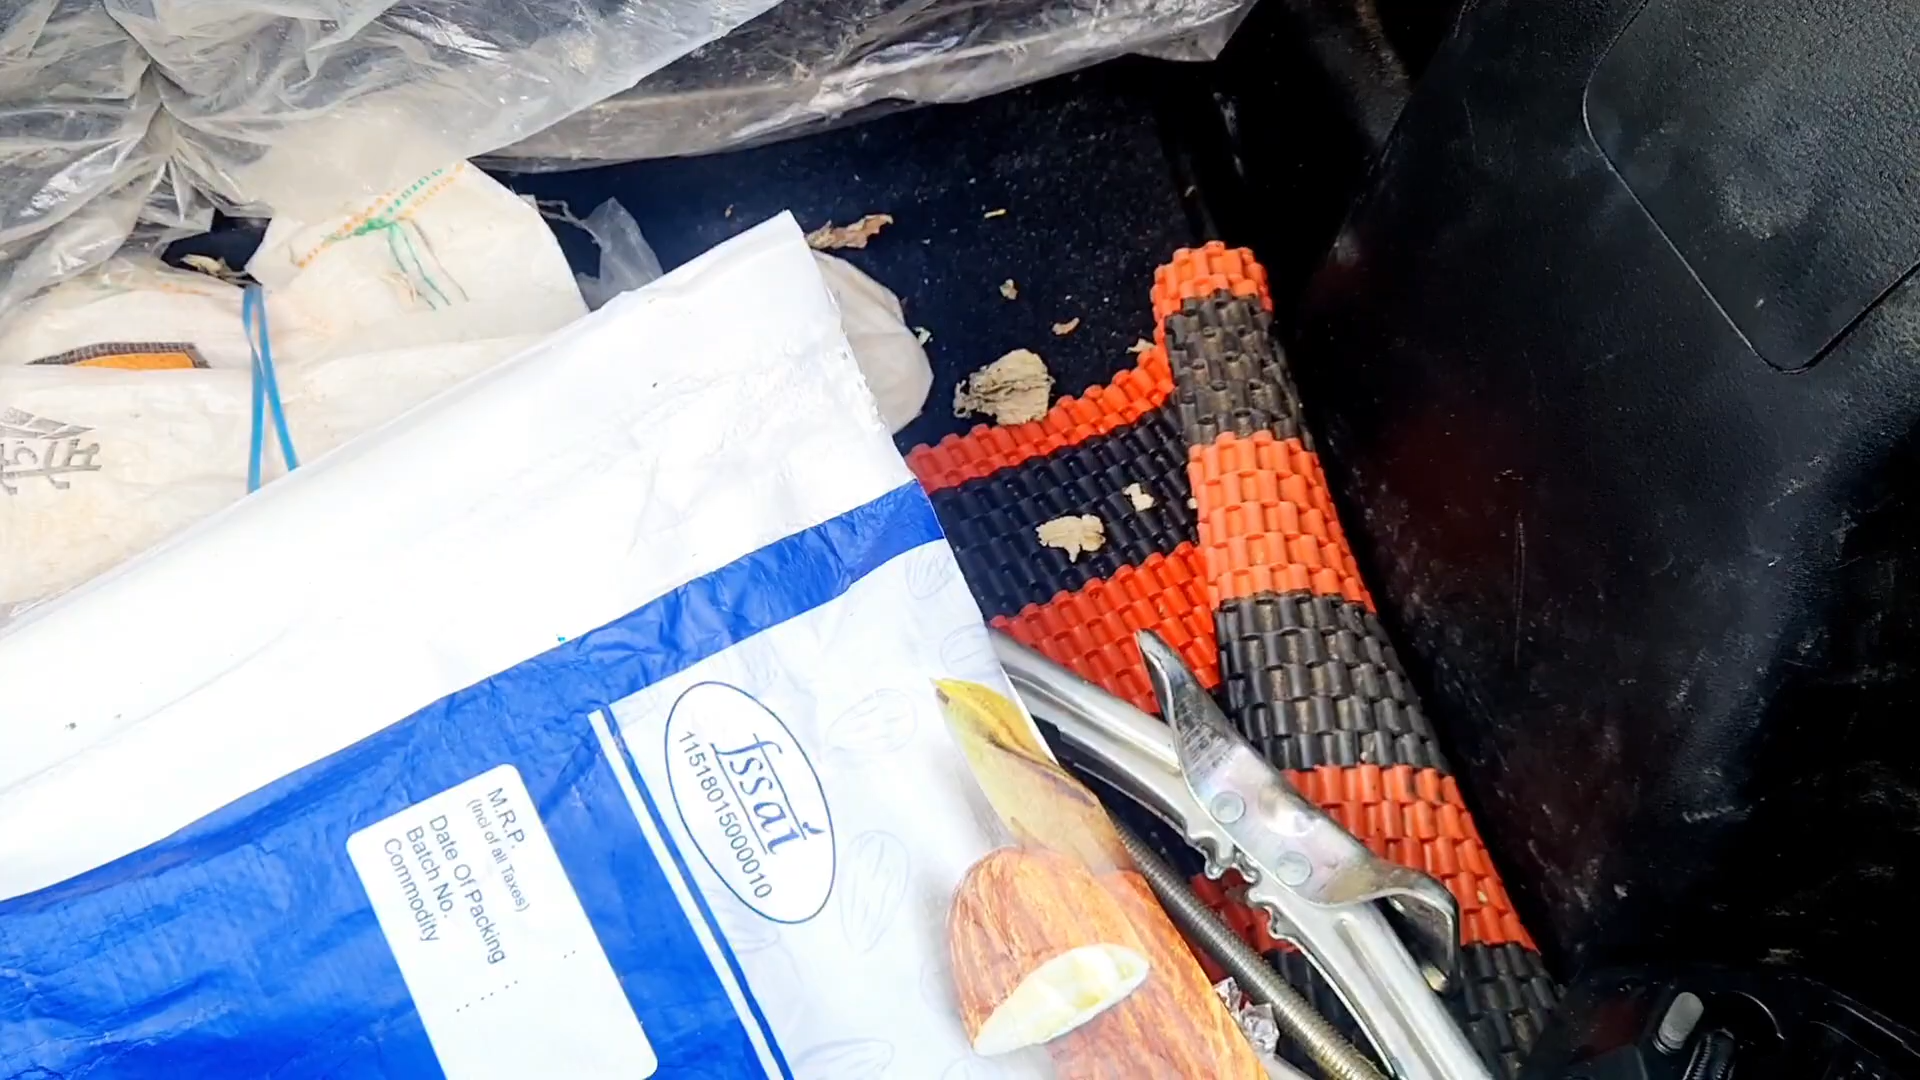 fssai
11518015000010
M.R.P.
(Incl of all Taxes)
Date Of Packing
Batch No.
Commodity